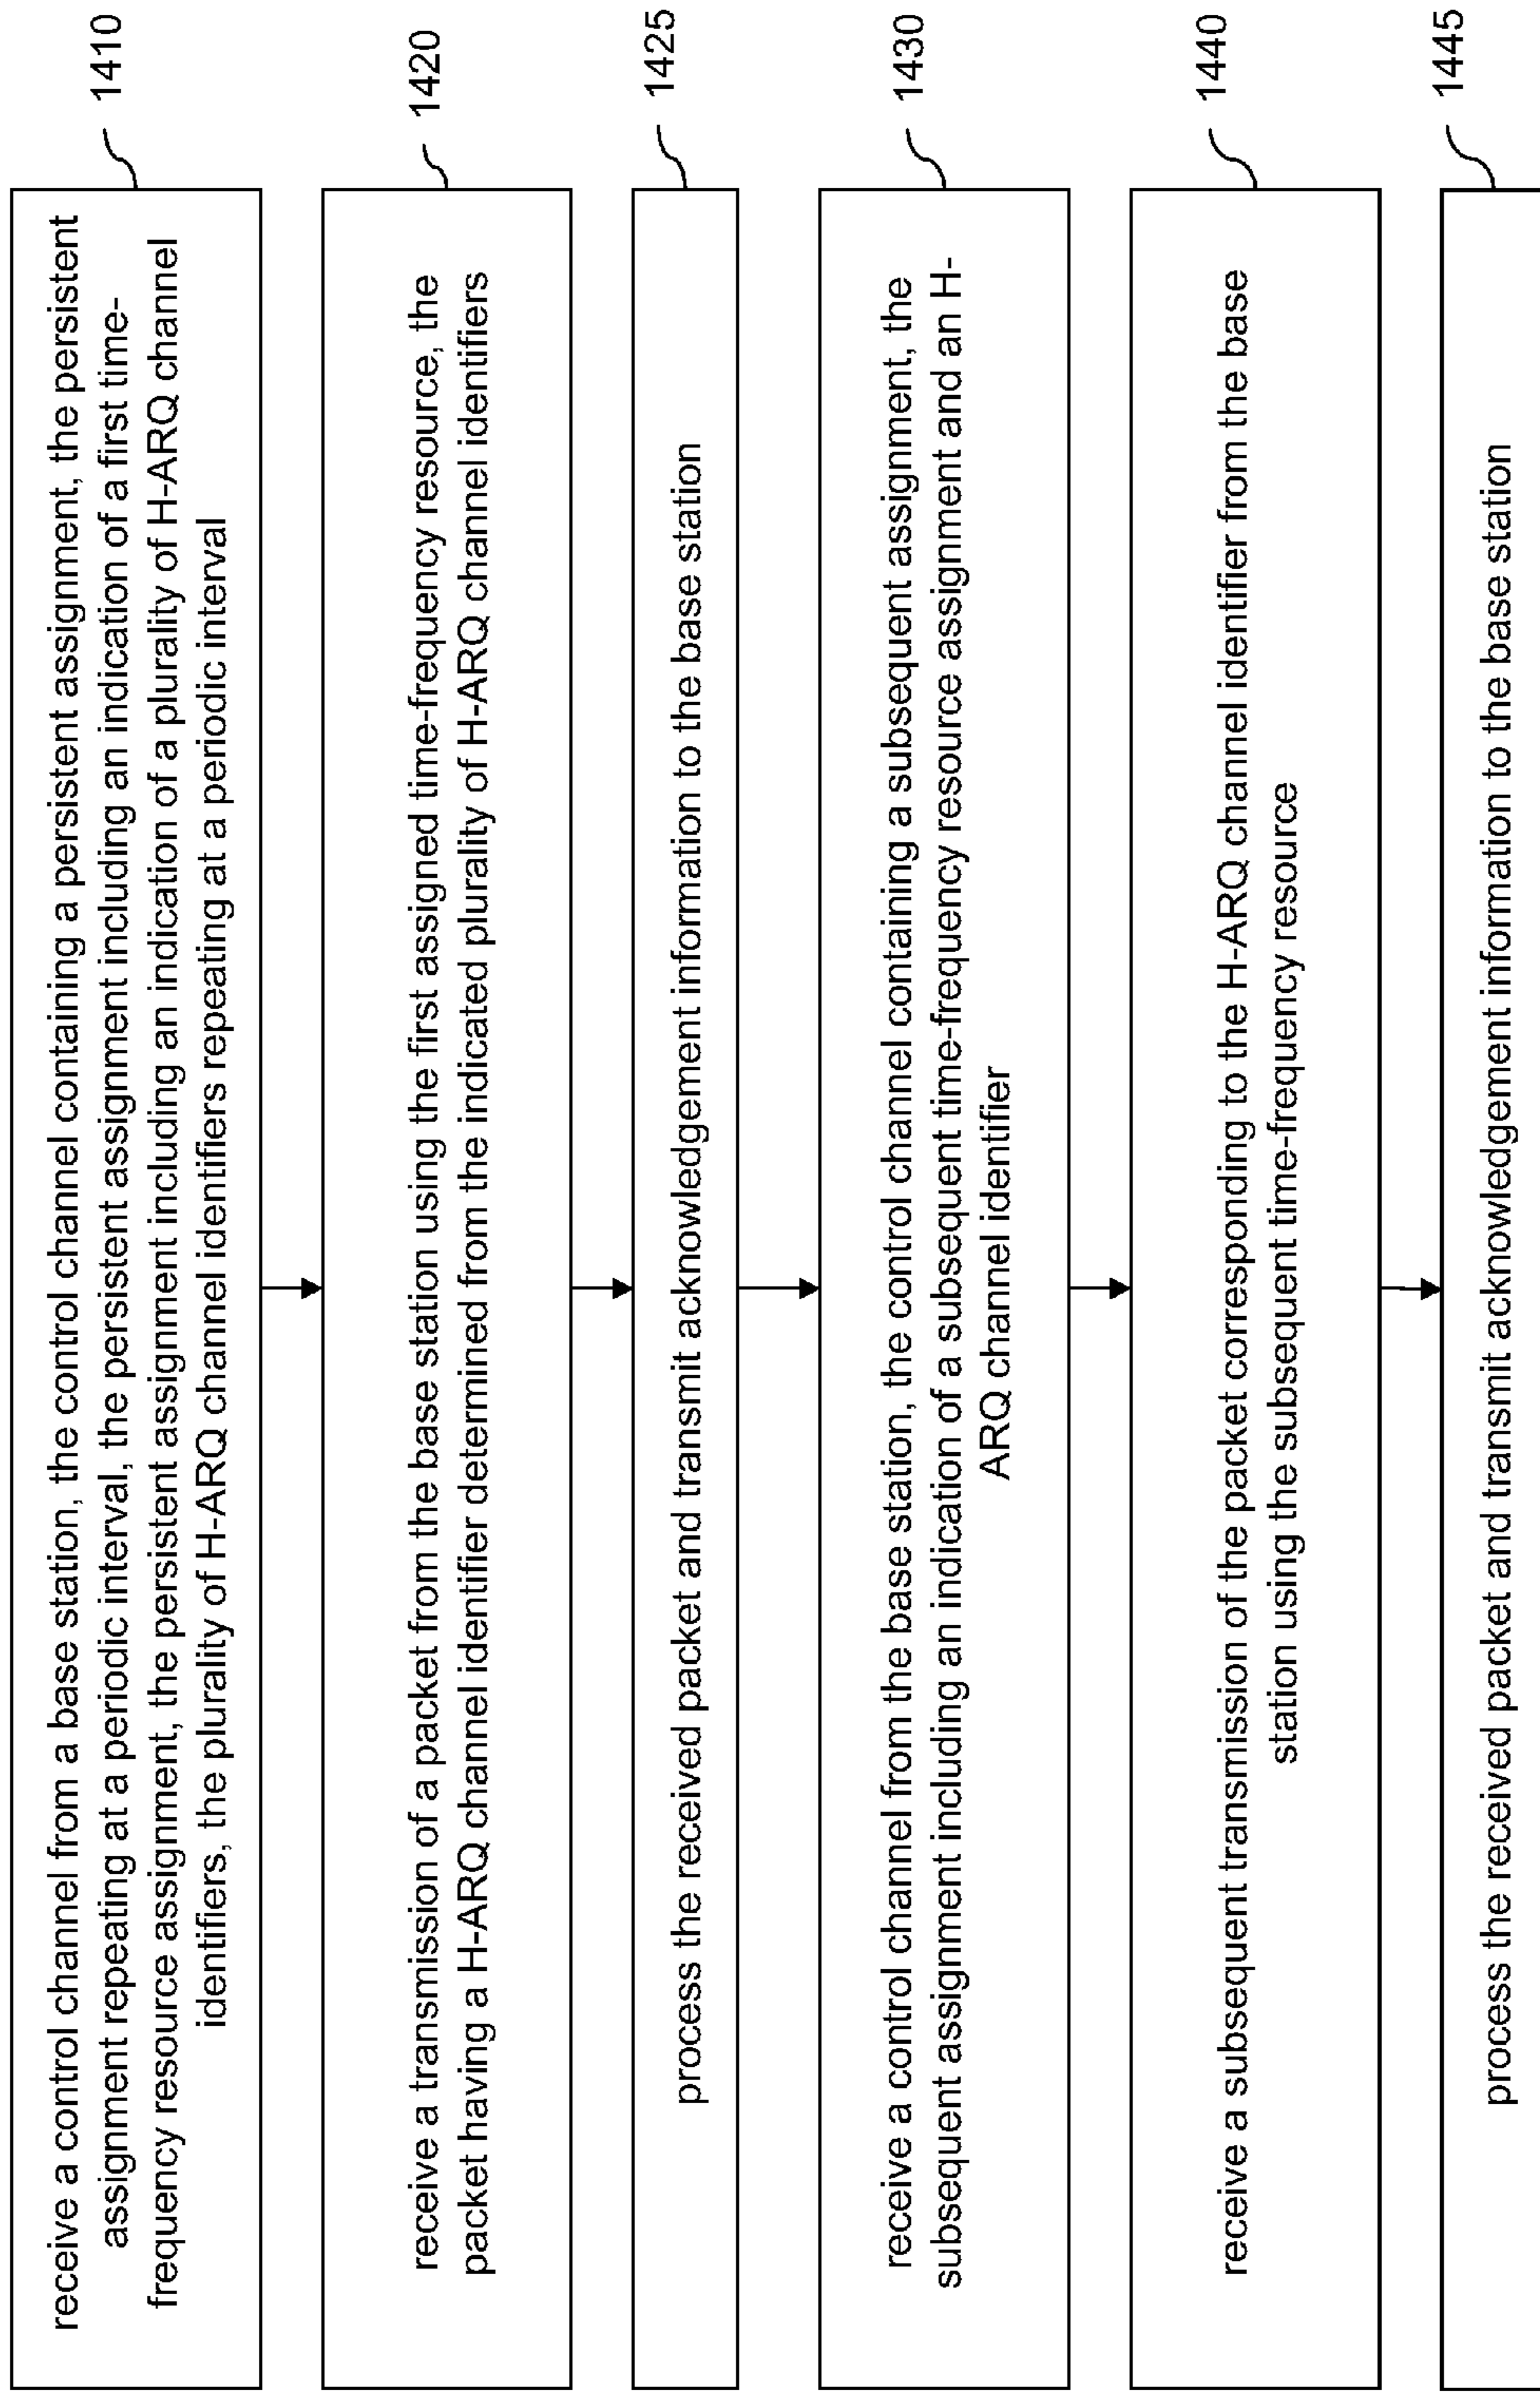 receive a control channel from a base station, the control channel containing a persistent assignment, the persistent
assignment repeating at a periodic interval, the persistent assignment including an indication of a first time-
frequency resource assignment, the persistent assignment including an indication of a plurality of H-ARQ channel
identifiers, the plurality of H-ARQ channel identifiers repeating at a periodic interval
1410
receive a transmission of a packet from the base station using the first assigned time-frequency resource, the
packet having a H-ARQ channel identifier determined from the indicated plurality of H-ARQ channel identifiers
1420
process the received packet and transmit acknowledgement information to the base station
1425
receive a control channel from the base station, the control channel containing a subsequent assignment, the
subsequent assignment including an indication of a subsequent time-frequency resource assignment and an H-
ARQ channel identifier
1430
receive a subsequent transmission of the packet corresponding to the H-ARQ channel identifier from the base
station using the subsequent time-frequency resource
1440
process the received packet and transmit acknowledgement information to the base station
1445